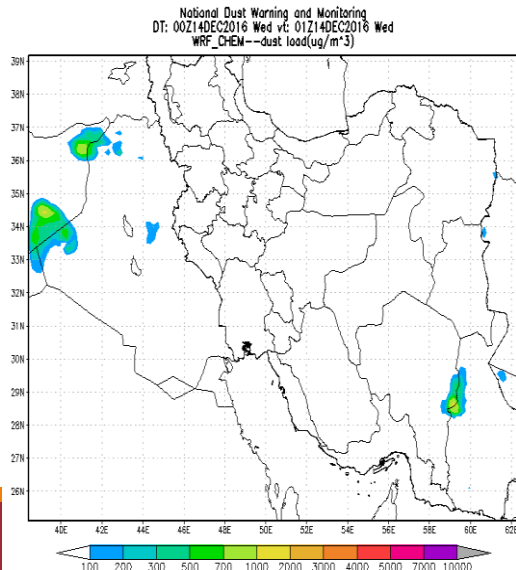 National Dust Warning and Monitoring
DT: 00Z14DEC2016 Wed vt: 01Z14DEC2016 Wed
WRF_CHEM--dust load(ug/m^3)
39N
38N
37N
36N
35N
34N
33N
32N
31N
30N
29N
28N
27N
26N
40E 42E 44E 46E 48E 50E 52E 54E 56E 58E 60E 62E
100 200 300 500 700 1000 2000 3000 4000 5000 7000 10000